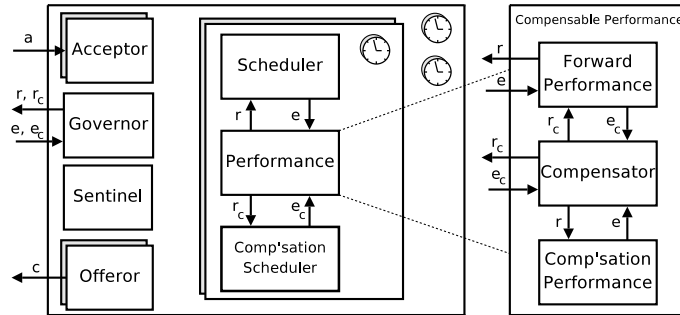 Compensable Performance
a
Acceptor
Scheduler
r
Forward
Performance
e
r, r_c
r
e
e, e_c
Governor
r_c
e_c
Performance
r_c
Compensator
Sentinel
e_c
r_c
e_c
r
e
c
Offeror
Comp'sation
Scheduler
Comp'sation
Performance